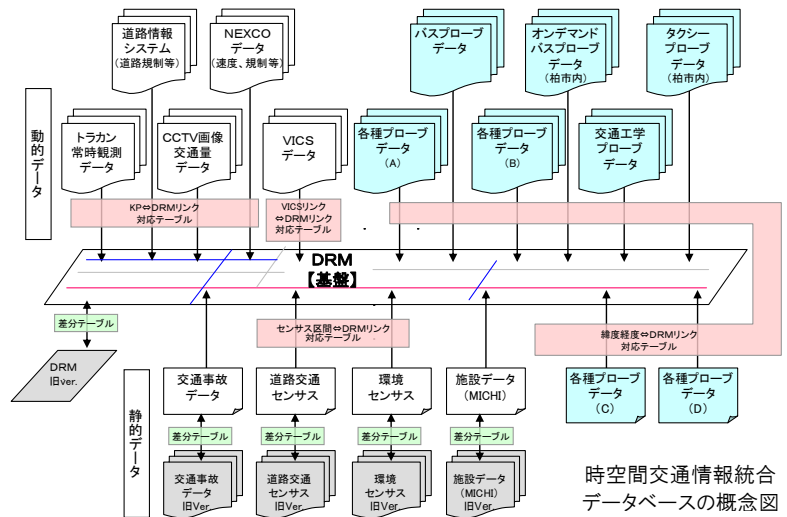 道路情報
システム
（道路規制等）
NEXCO
データ
（速度、規制等）
バスプローブ
データ
オンデマンド
バスプローブ
データ
（柏市内）
タクシー
プローブ
データ
（柏市内）
動的データ
トラカン
常時観測
データ
CCTV画像
交通量
データ
VICS
データ
各種プローブ
データ
（A）
各種プローブ
データ
（B）
交通工学
プローブ
データ
KP⇔DRMリンク
対応テーブル
VICSリンク
⇔DRMリンク
対応テーブル
DRM
【基盤】
差分テーブル
センサス区間⇔DRMリンク
対応テーブル
緯度経度⇔DRMリンク
対応テーブル
DRM
旧ver.
静的データ
交通事故
データ
道路交通
センサス
環境
センサス
施設データ
（MICHI）
各種プローブ
データ
（C）
各種プローブ
データ
（D）
差分テーブル
差分テーブル
差分テーブル
差分テーブル
交通事故
データ
旧Ver.
道路交通
センサス
旧Ver.
環境
センサス
旧Ver.
施設データ
（MICHI）
旧Ver.
時空間交通情報統合
データベースの概念図